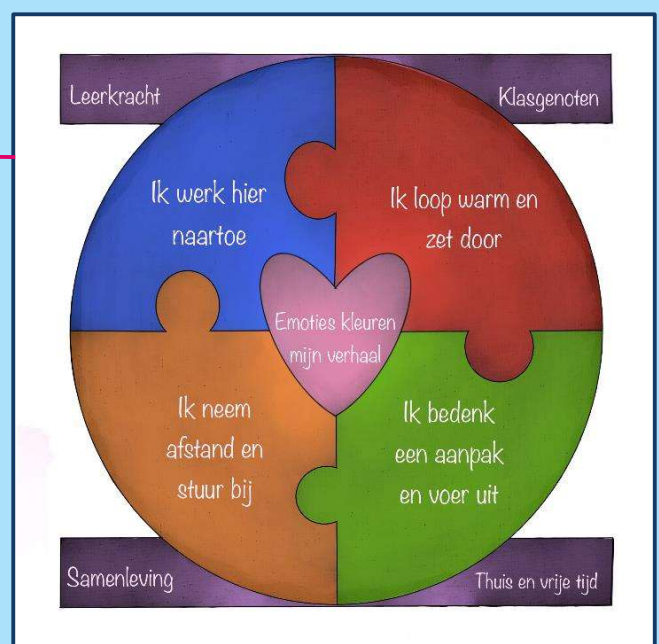 Leerkracht
Klasgenoten
Ik werk hier
naartoe
Ik loop warm en
zet door
Emoties kleuren
mijn verhaal
Ik neem
afstand en
stuur bij
Ik bedenk
een aanpak
en voer uit
Samenleving
Thuis en vrije tijd